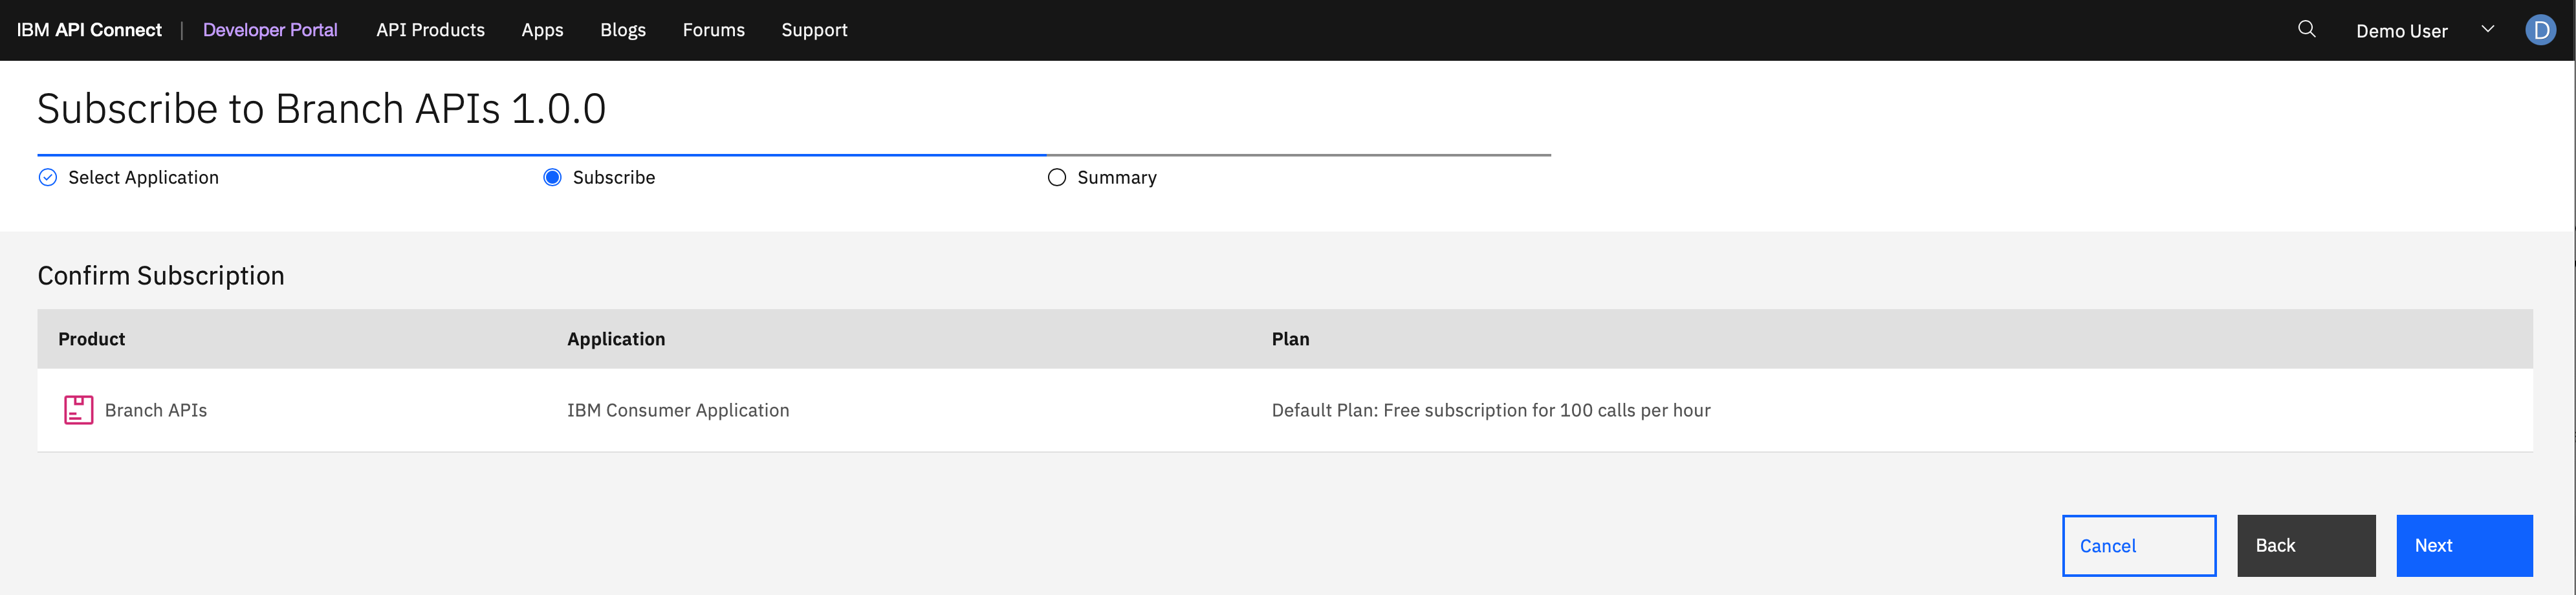 IBM API Connect | Developer Portal API Products Apps Blogs Forums Support Demo User D
Subscribe to Branch APIs 1.0.0
Select Application Subscribe Summary
Confirm Subscription
Product Application Plan
Branch APIs IBM Consumer Application Default Plan: Free subscription for 100 calls per hour
Cancel Back Next